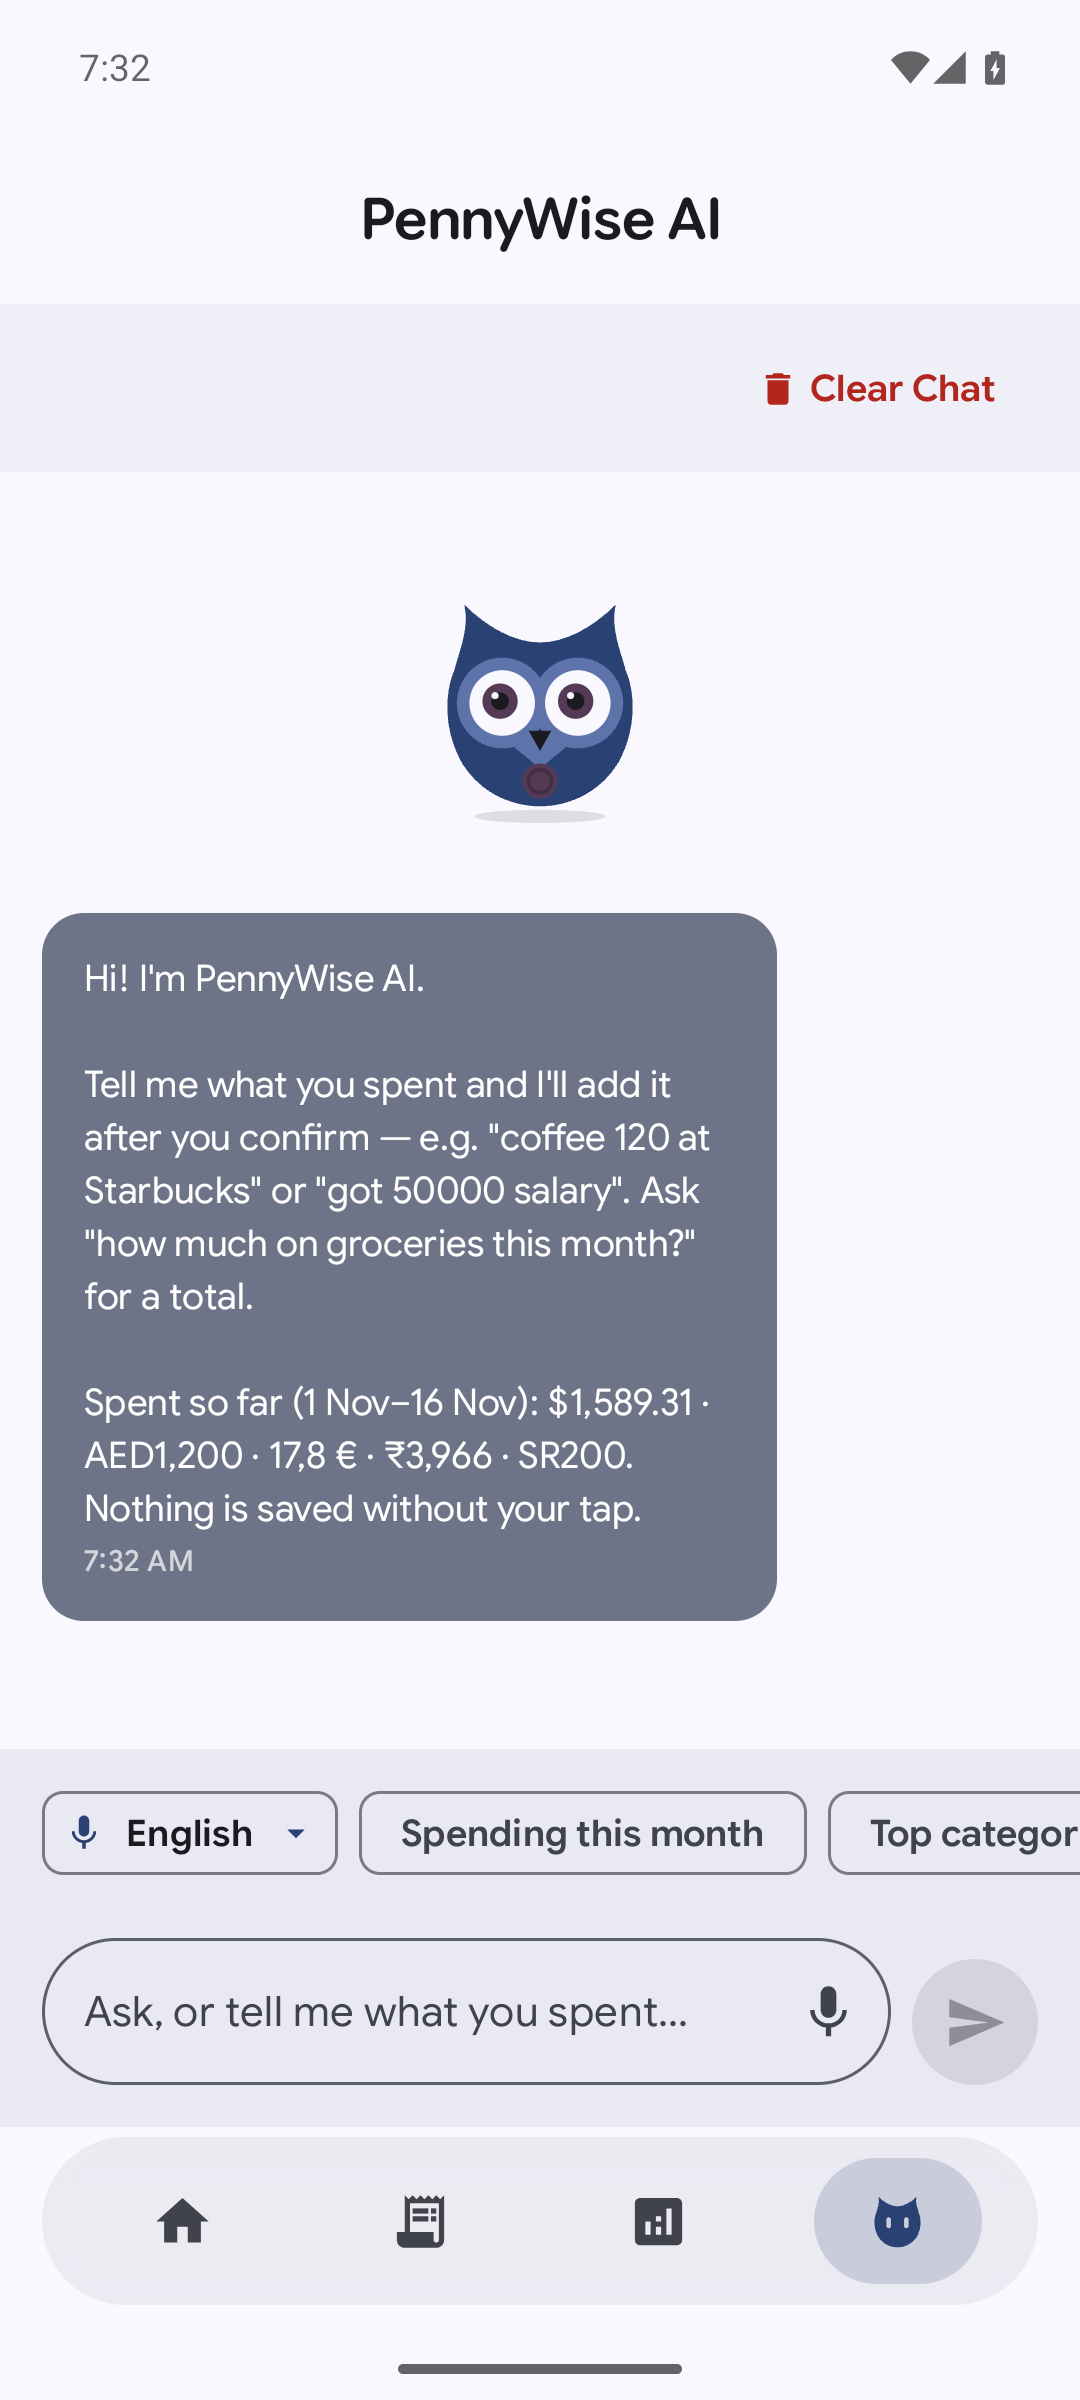 7:32
PennyWise AI
Clear Chat
Hi! I'm PennyWise AI.
Tell me what you spent and I'll add it
after you confirm — e.g. "coffee 120 at
Starbucks" or "got 50000 salary". Ask
"how much on groceries this month?"
for a total.
Spent so far (1 Nov–16 Nov): $1,589.31 ·
AED1,200 · 17,8 € · ₹3,966 · SR200.
Nothing is saved without your tap.
7:32 AM
English
Spending this month
Top categor
Ask, or tell me what you spent...